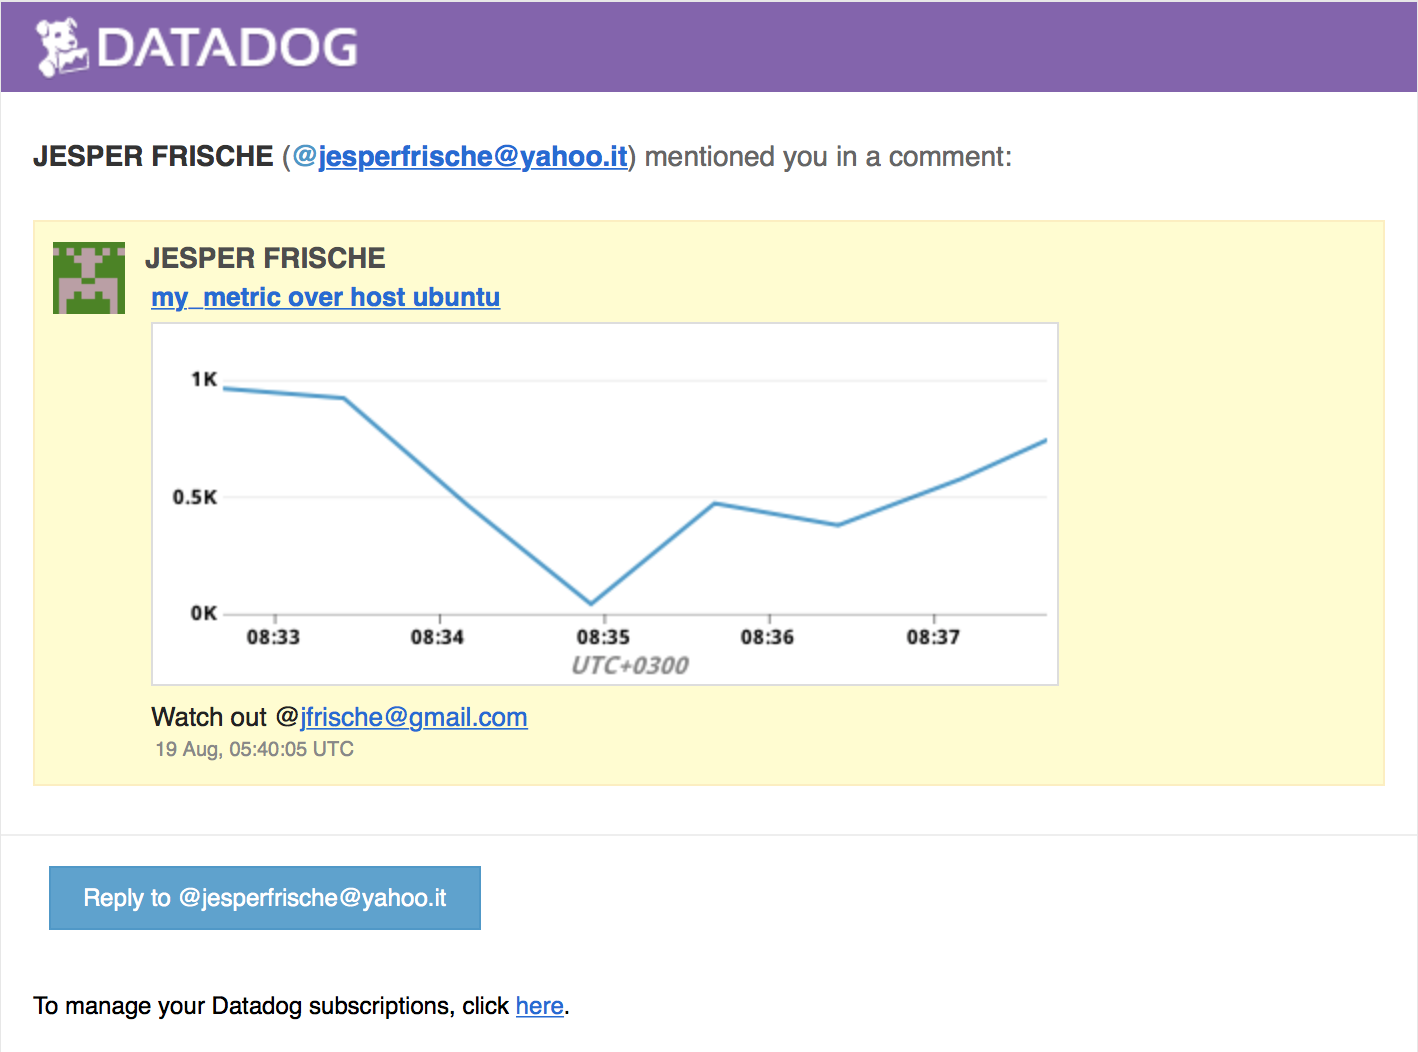 DATADOG
JESPER FRISCHE (@jesperfrische@yahoo.it) mentioned you in a comment:
JESPER FRISCHE
my_metric over host ubuntu
1K
0.5K
0K
08:33 08:34 08:35 08:36 08:37
UTC+0300
Watch out @jfrische@gmail.com
19 Aug, 05:40:05 UTC
Reply to @jesperfrische@yahoo.it
To manage your Datadog subscriptions, click here.